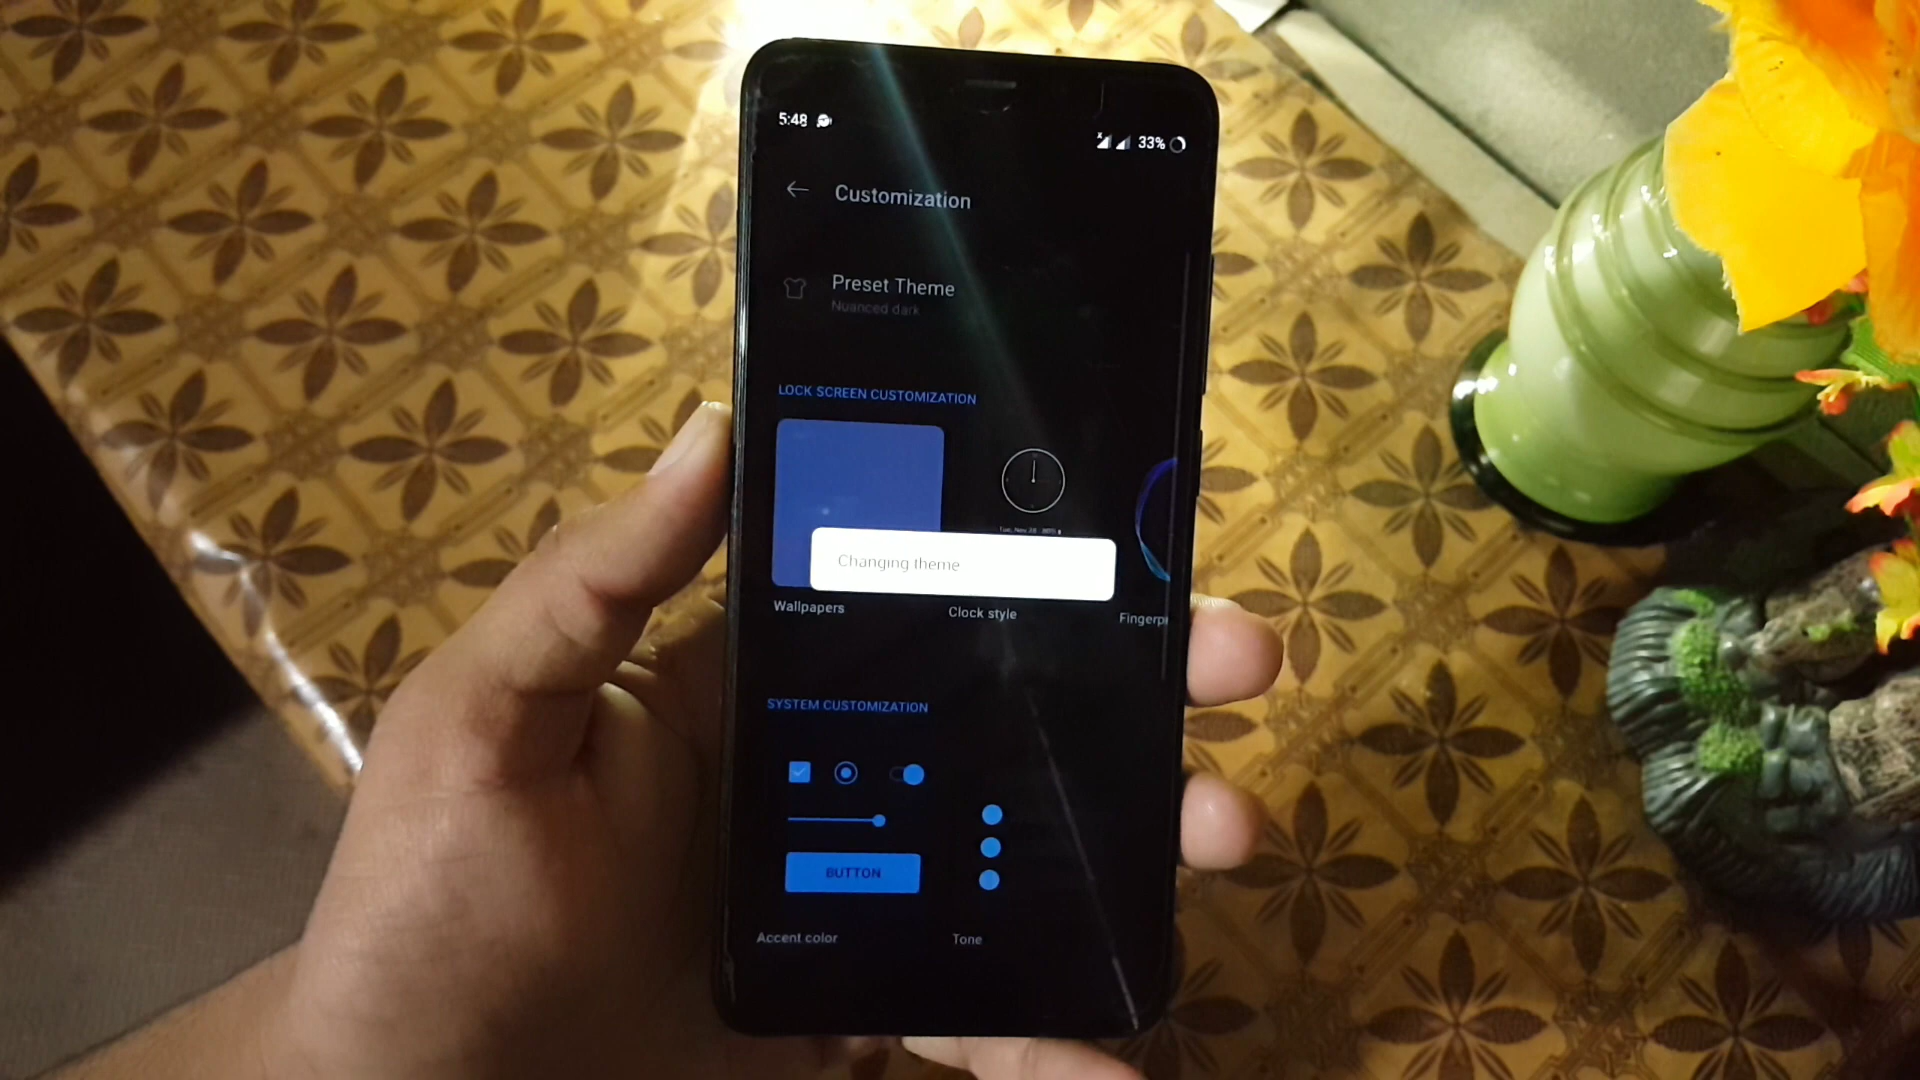 5:48
x 33%
Customization
Preset Theme
Nuanced dark
LOCK SCREEN CUSTOMIZATION
Changing theme
Wallpapers
Clock style
Fingerpr
SYSTEM CUSTOMIZATION
BUTTON
Accent color
Tone